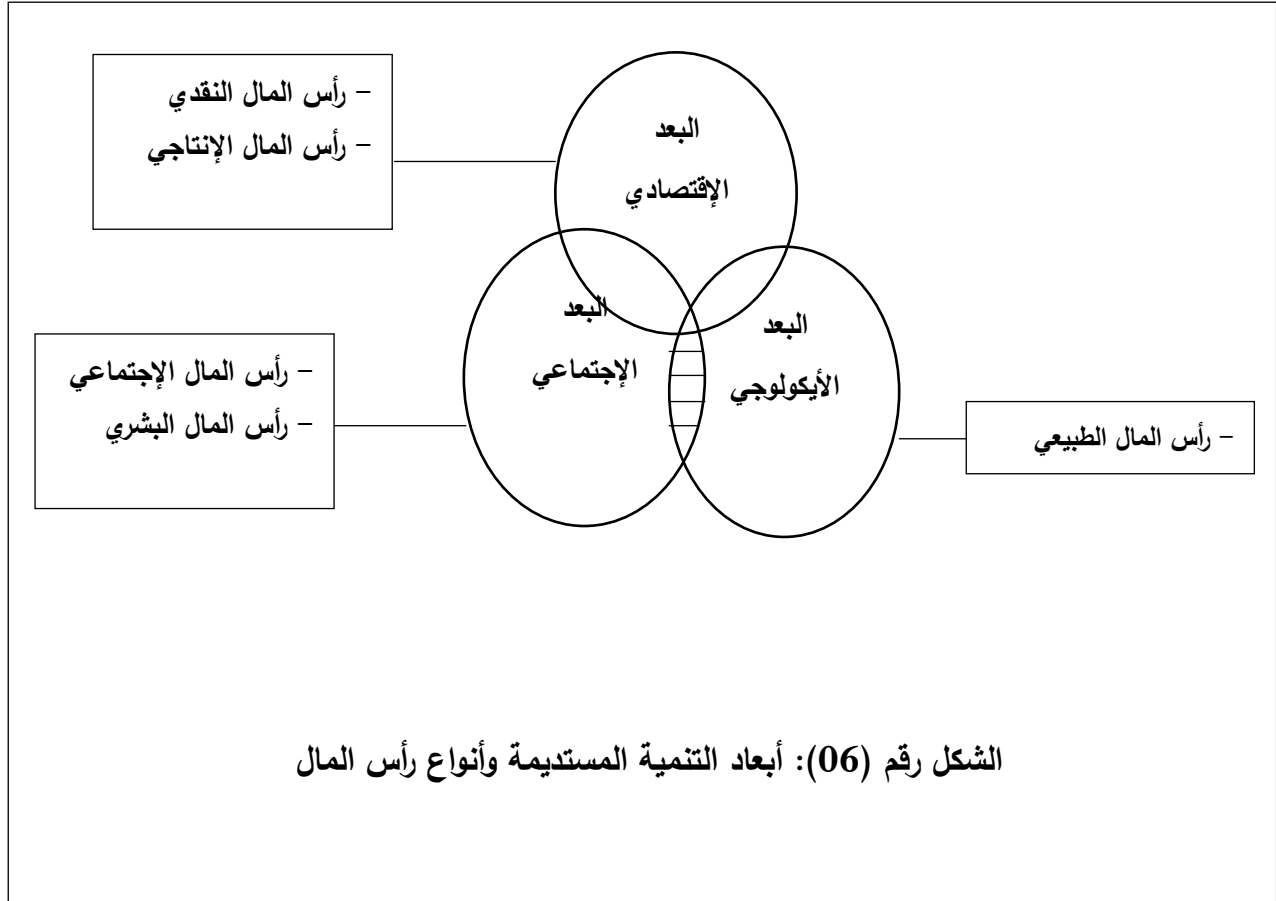 - رأس المال النقدي
- رأس المال الإنتاجي
البعد
الإقتصادي
البعد
الإجتماعي
البعد
الأيكولوجي
- رأس المال الإجتماعي
- رأس المال البشري
- رأس المال الطبيعي
الشكل رقم (06): أبعاد التنمية المستديمة وأنواع رأس المال